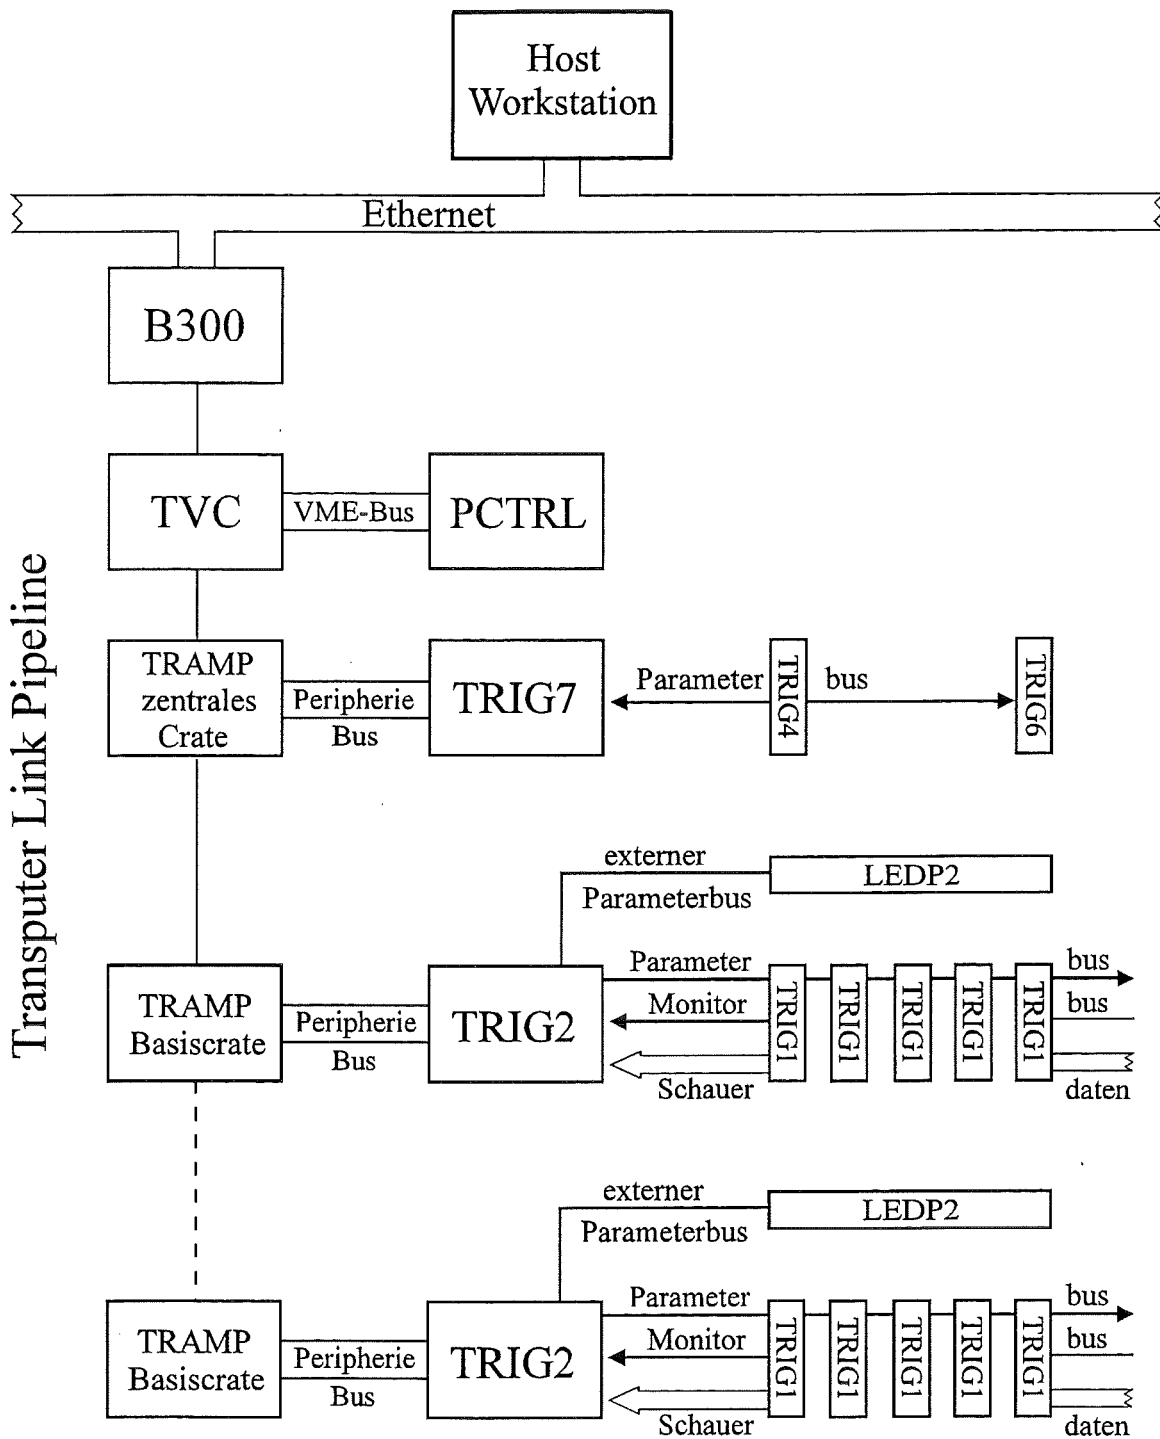 Host
Workstation
Ethernet
B300
TVC
VME-Bus
PCTRL
Transputer Link Pipeline
TRAMP
zentrales
Crate
Peripherie
Bus
TRIG7
Parameter
TRIG4
bus
TRIG6
externer
Parameterbus
LEDP2
TRAMP
Basiscrate
Peripherie
Bus
TRIG2
Parameter
Monitor
Schauer
TRIG1
TRIG1
TRIG1
TRIG1
TRIG1
bus
bus
daten
externer
Parameterbus
LEDP2
TRAMP
Basiscrate
Peripherie
Bus
TRIG2
Parameter
Monitor
Schauer
TRIG1
TRIG1
TRIG1
TRIG1
TRIG1
bus
bus
daten